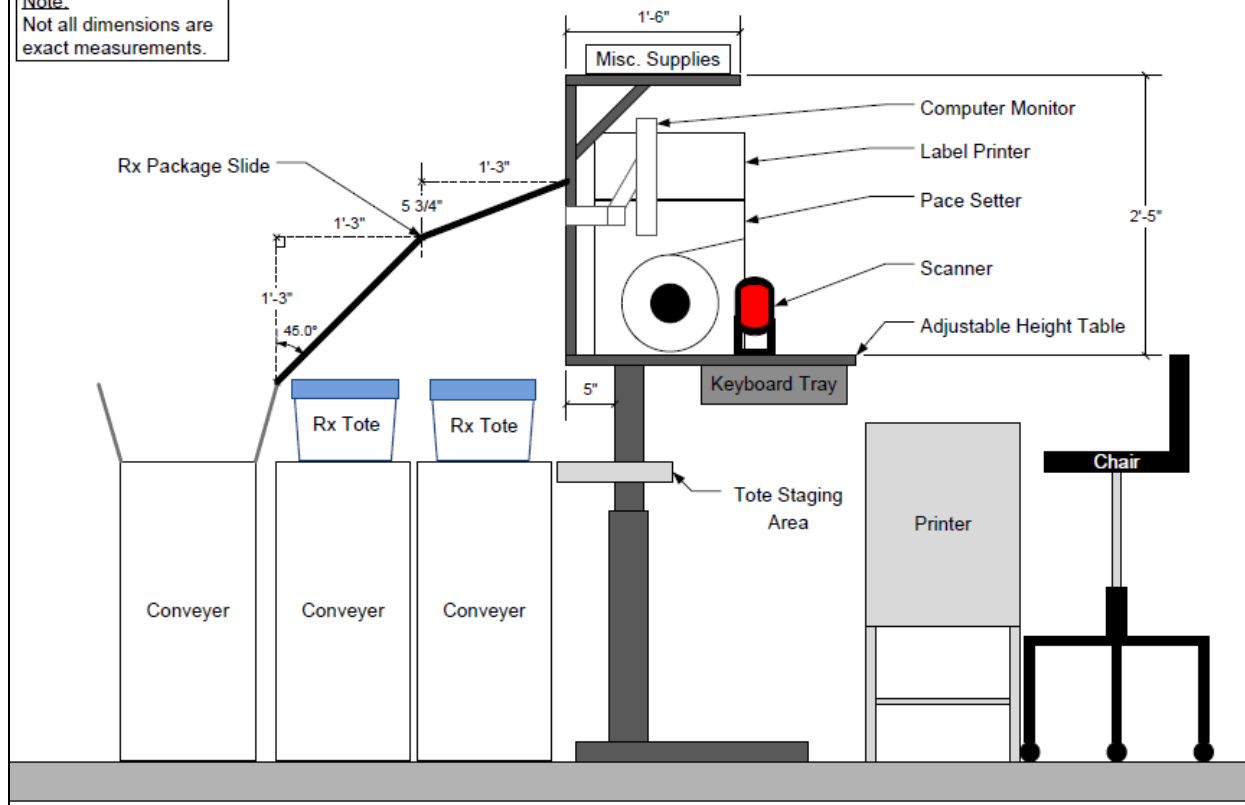 Note:
Not all dimensions are
exact measurements.
1'-6"
Misc. Supplies
Computer Monitor
Label Printer
Rx Package Slide
1'-3"
Pace Setter
5 3/4"
1'-3"
2'-5"
Scanner
1'-3"
45.0°
Adjustable Height Table
Keyboard Tray
5"
Rx Tote
Rx Tote
Chair
Tote Staging
Area
Printer
Conveyer
Conveyer
Conveyer